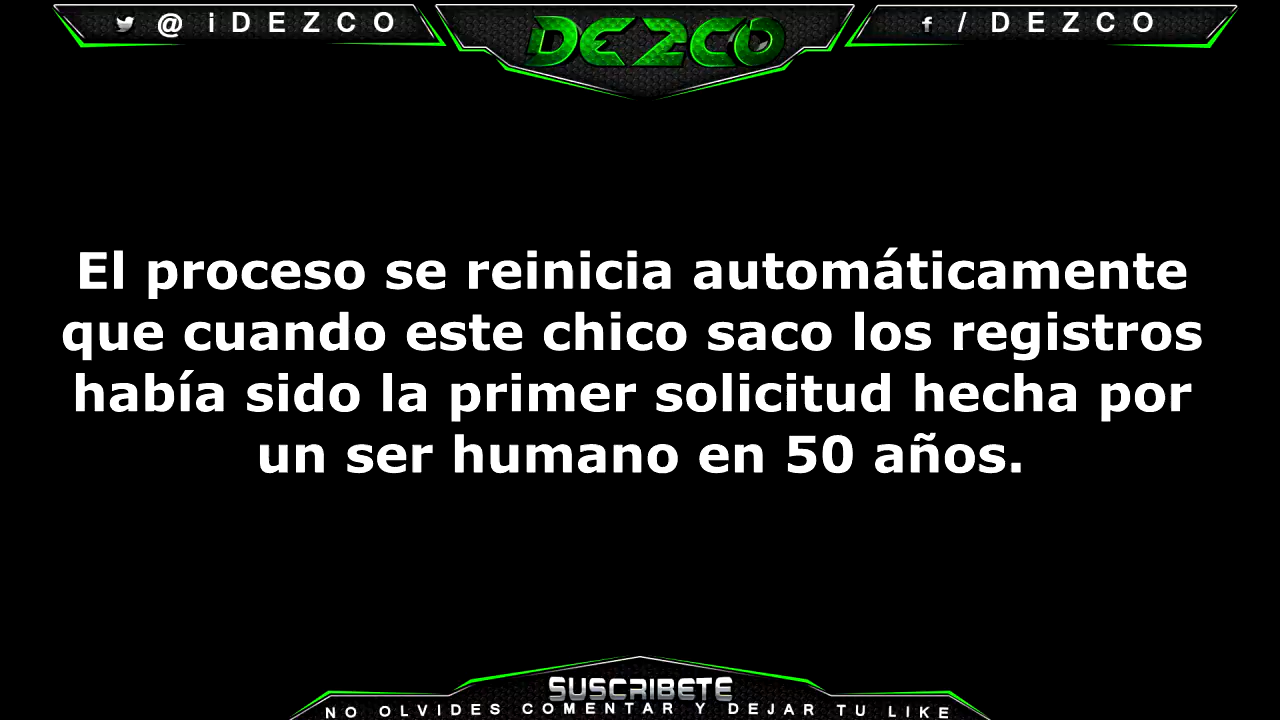 @iDEZCO
DEZCO
/DEZCO
El proceso se reinicia automáticamente
que cuando este chico saco los registros
había sido la primer solicitud hecha por
un ser humano en 50 años.
SUSCRIBETE
NO OLVIDES COMENTAR Y DEJAR TU LIKE